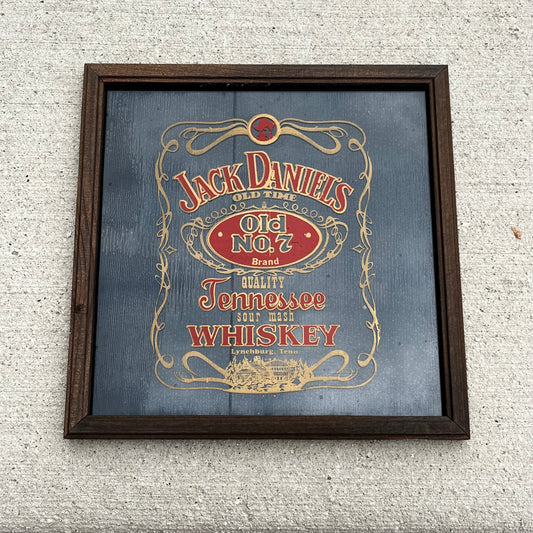 JACK DANIEL'S
OLD TIME
Old
NO.7
Brand
QUALITY
Tennessee
sour mash
WHISKEY
Lynchburg, Tenn